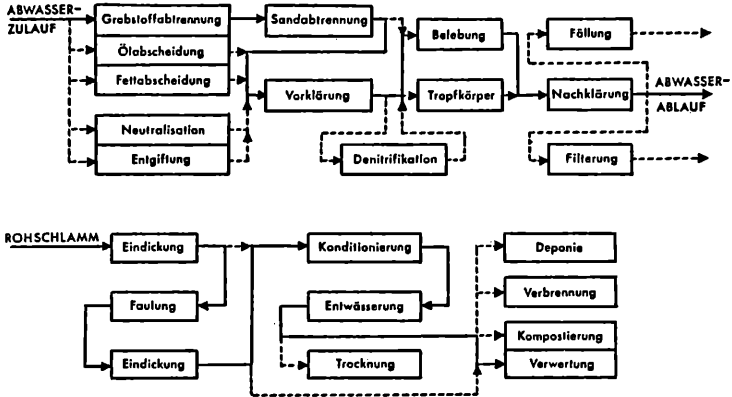 ABWASSER-
ZULAUF
Grobstoffabtrennung
Sandabtrennung
Ölabscheidung
Fettabscheidung
Neutralisation
Entgiftung
Vorklärung
Belebung
Tropfkörper
Denitrifikation
Fällung
Nachklärung
Filterung
ABWASSER-
ABLAUF
ROHSCHLAMM
Eindickung
Faulung
Eindickung
Konditionierung
Entwässerung
Trocknung
Deponie
Verbrennung
Kompostierung
Verwertung